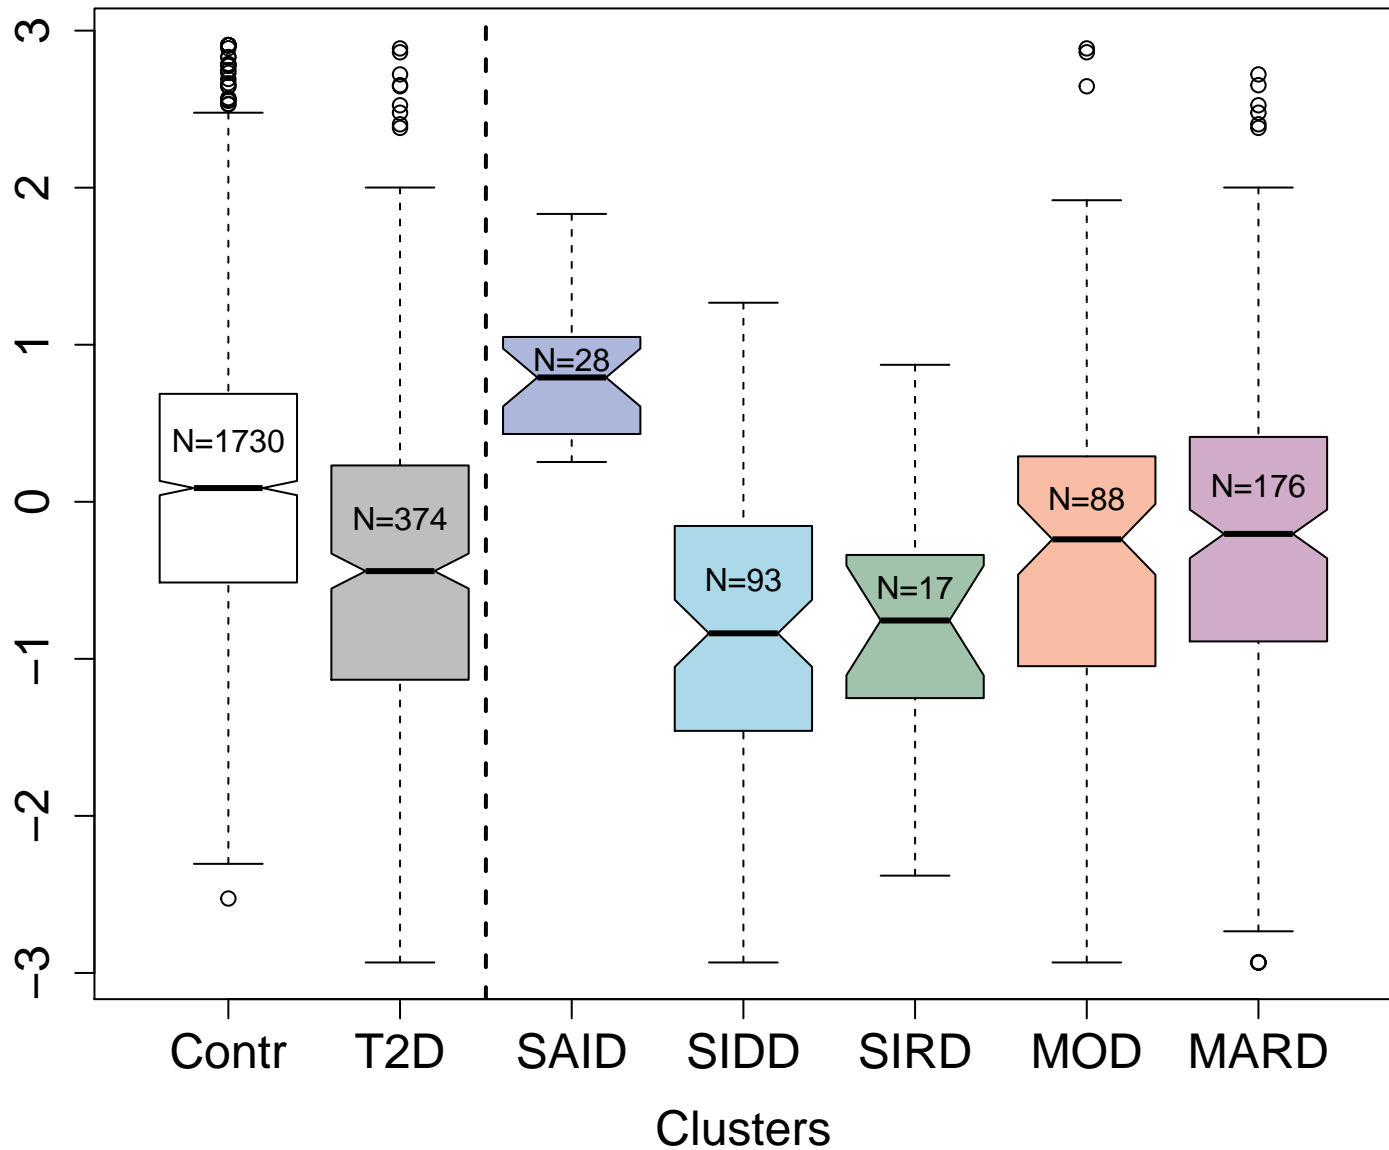 3
2
1
0
−1
−2
−3
N=1730
N=374
N=28
N=93
N=17
N=88
N=176
Contr T2D SAID SIDD SIRD MOD MARD
Clusters